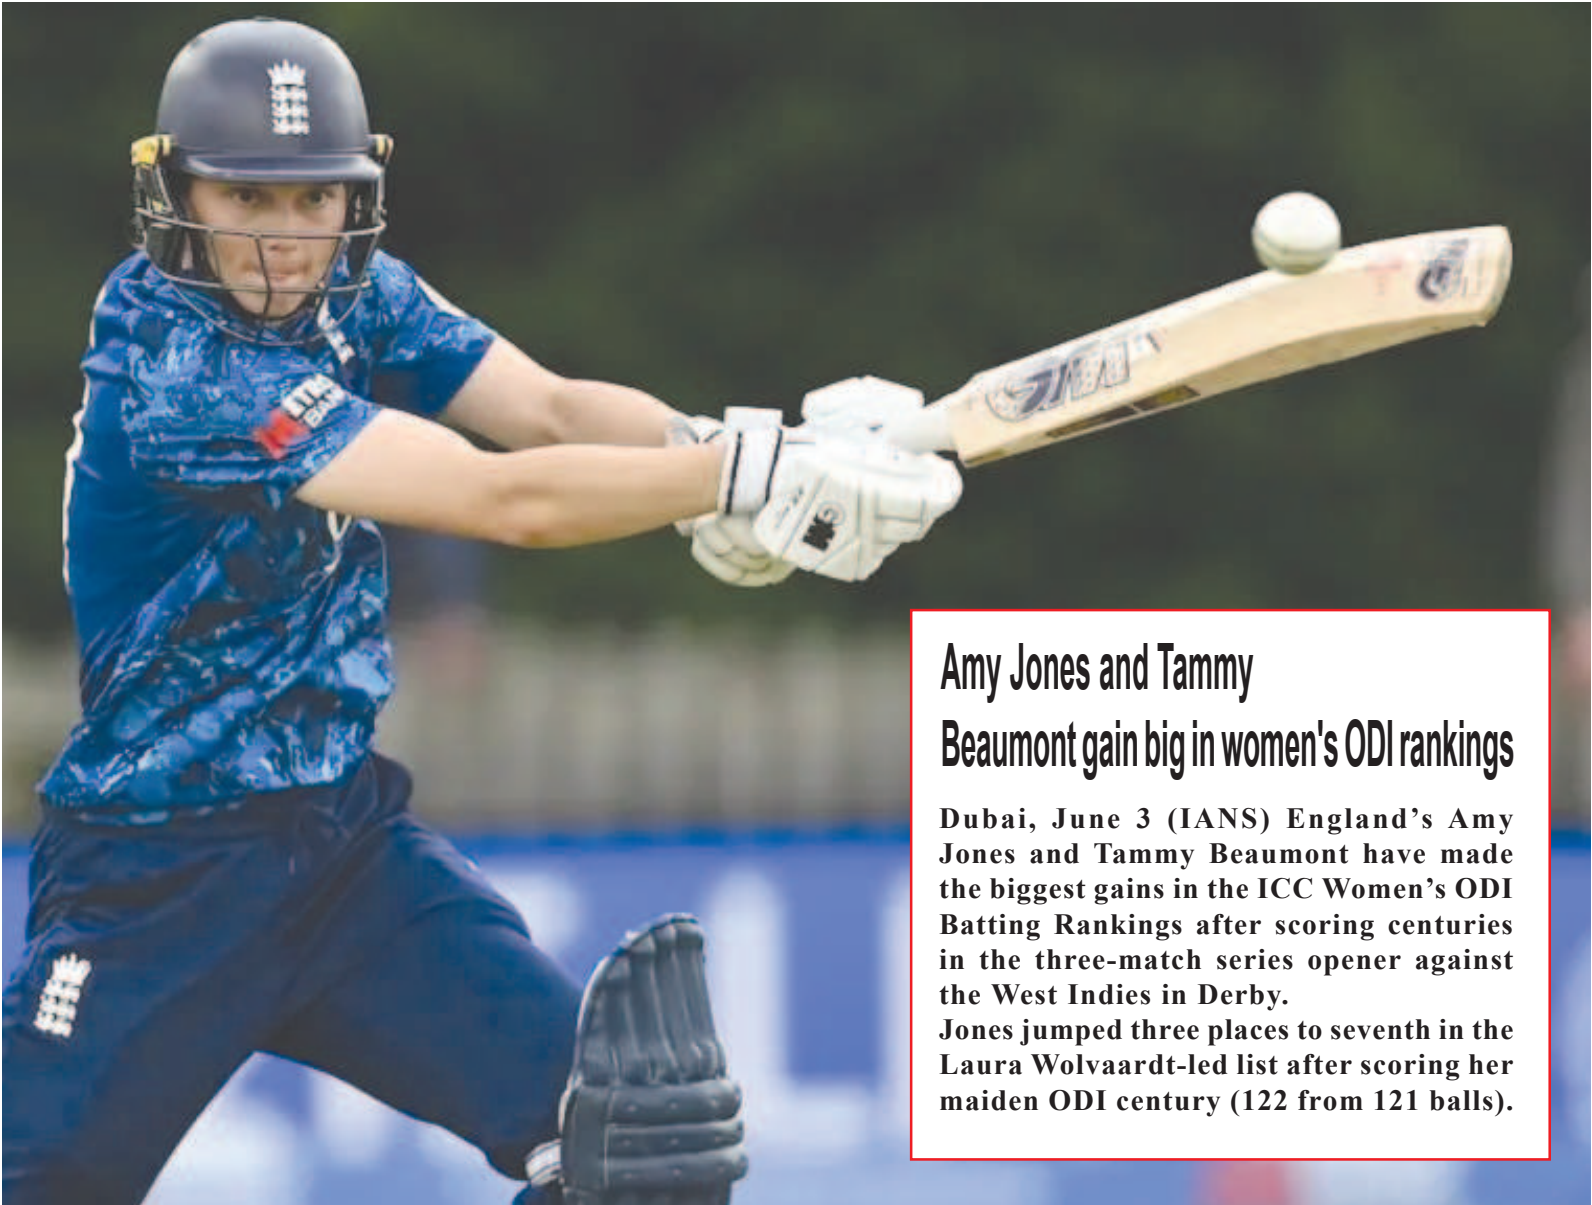 Amy Jones and Tammy
Beaumont gain big in women's ODI rankings
Dubai, June 3 (IANS) England’s Amy
Jones and Tammy Beaumont have made
the biggest gains in the ICC Women’s ODI
Batting Rankings after scoring centuries
in the three-match series opener against
the West Indies in Derby.
Jones jumped three places to seventh in the
Laura Wolvaardt-led list after scoring her
maiden ODI century (122 from 121 balls).
GM